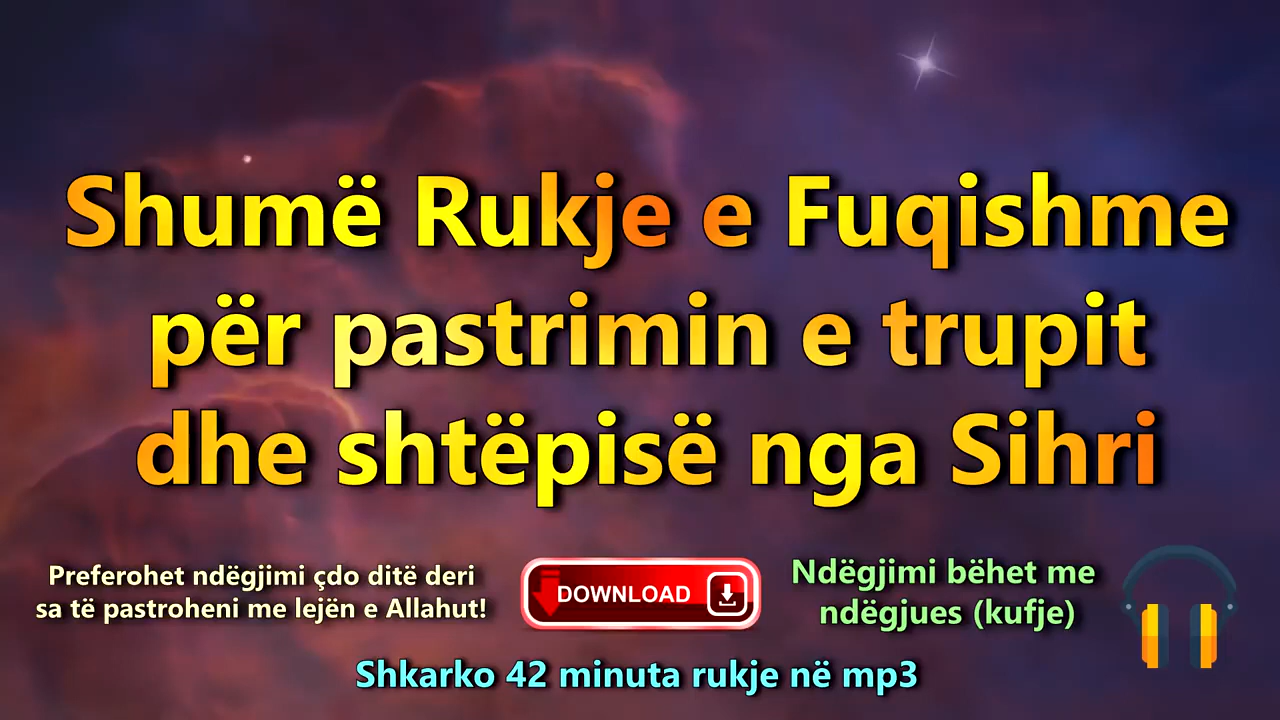 Shumë Rukje e Fuqishme
për pastrimin e trupit
dhe shtëpisë nga Sihri
Preferohet ndëgjimi çdo ditë deri
sa të pastroheni me lejën e Allahut!
DOWNLOAD
Ndëgjimi bëhet me
ndëgjues (kufje)
Shkarko 42 minuta rukje në mp3